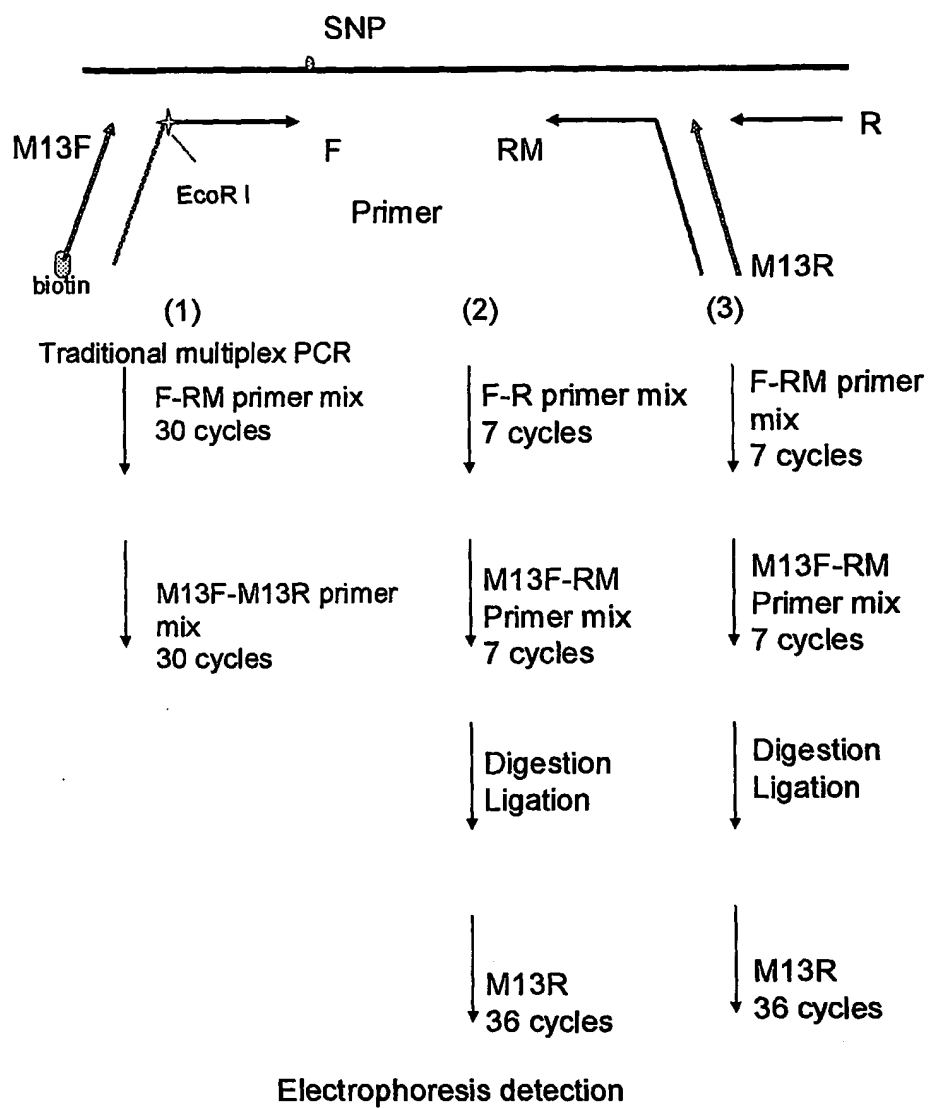 SNP
M13F
F
RM
R
EcoR I
Primer
biotin
M13R
(1)
(2)
(3)
Traditional multiplex PCR
F-RM primer mix
30 cycles
F-R primer mix
7 cycles
F-RM primer
mix
7 cycles
M13F-M13R primer
mix
30 cycles
M13F-RM
Primer mix
7 cycles
M13F-RM
Primer mix
7 cycles
Digestion
Ligation
Digestion
Ligation
M13R
36 cycles
M13R
36 cycles
Electrophoresis detection